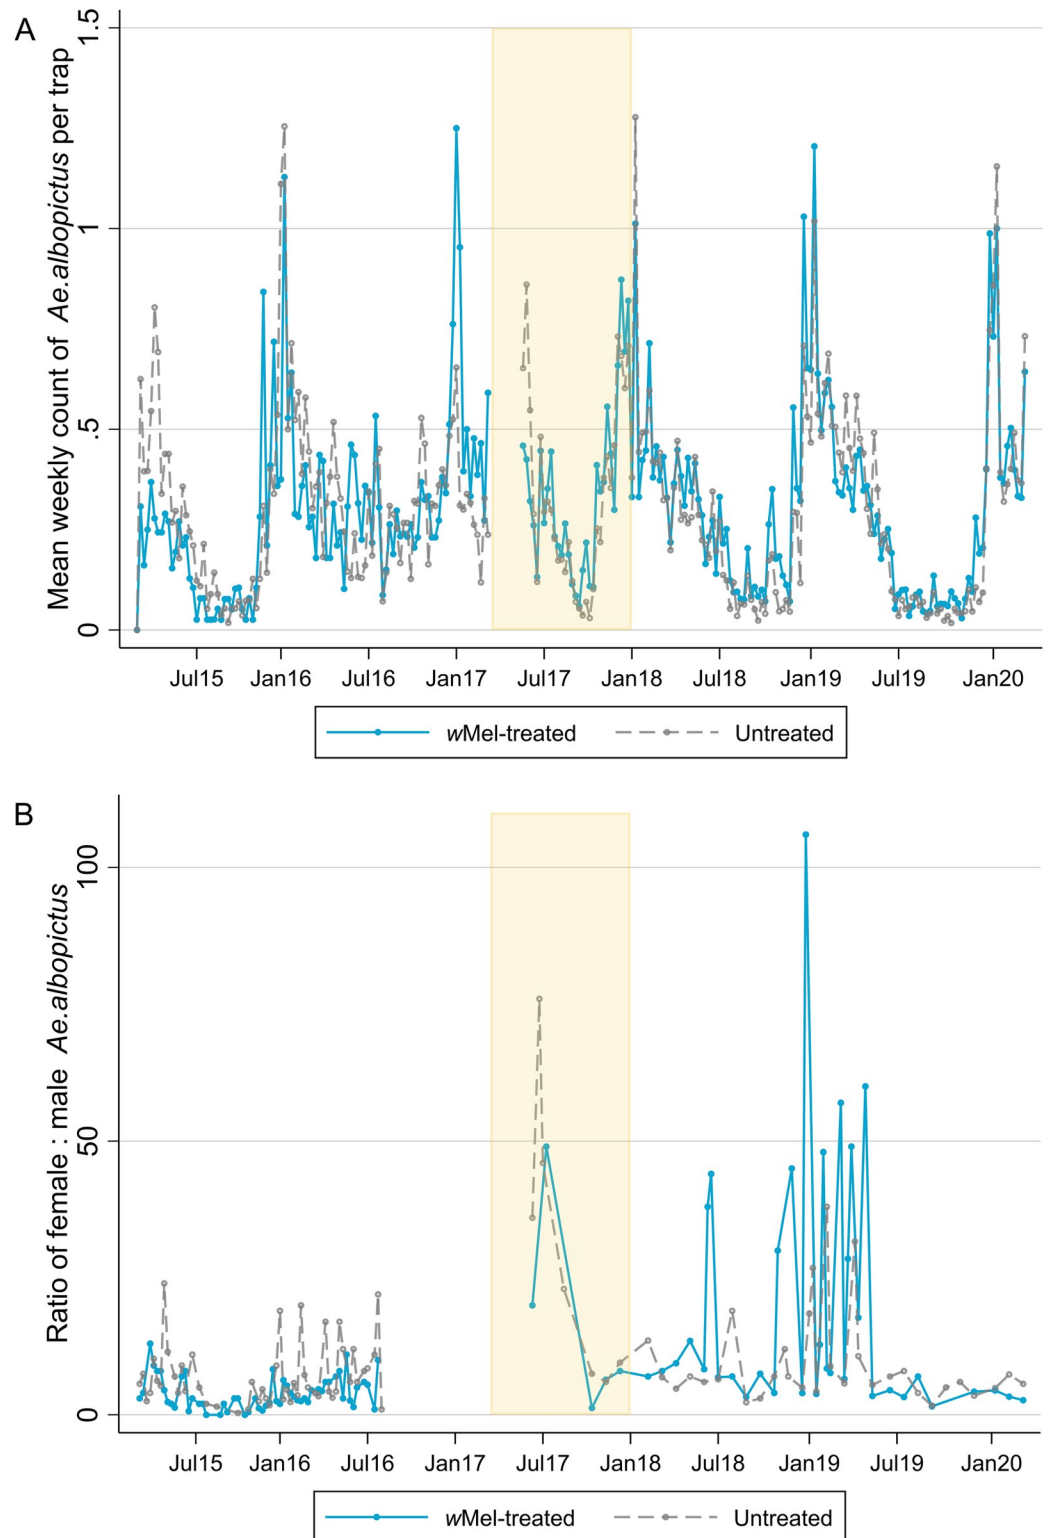 A
Mean weekly count of Ae.albopictus per trap
1.5
1
.5
0
Jul15 Jan16 Jul16 Jan17 Jul17 Jan18 Jul18 Jan19 Jul19 Jan20
wMel-treated Untreated
B
Ratio of female : male Ae.albopictus
100
50
0
Jul15 Jan16 Jul16 Jan17 Jul17 Jan18 Jul18 Jan19 Jul19 Jan20
wMel-treated Untreated